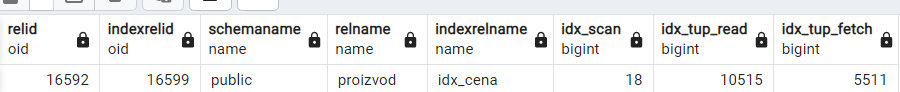 relid indexrelid schemaname relname indexrelname idx_scan idx_tup_read idx_tup_fetch
oid oid name name name bigint bigint bigint
16592 16599 public proizvod idx_cena 18 10515 5511